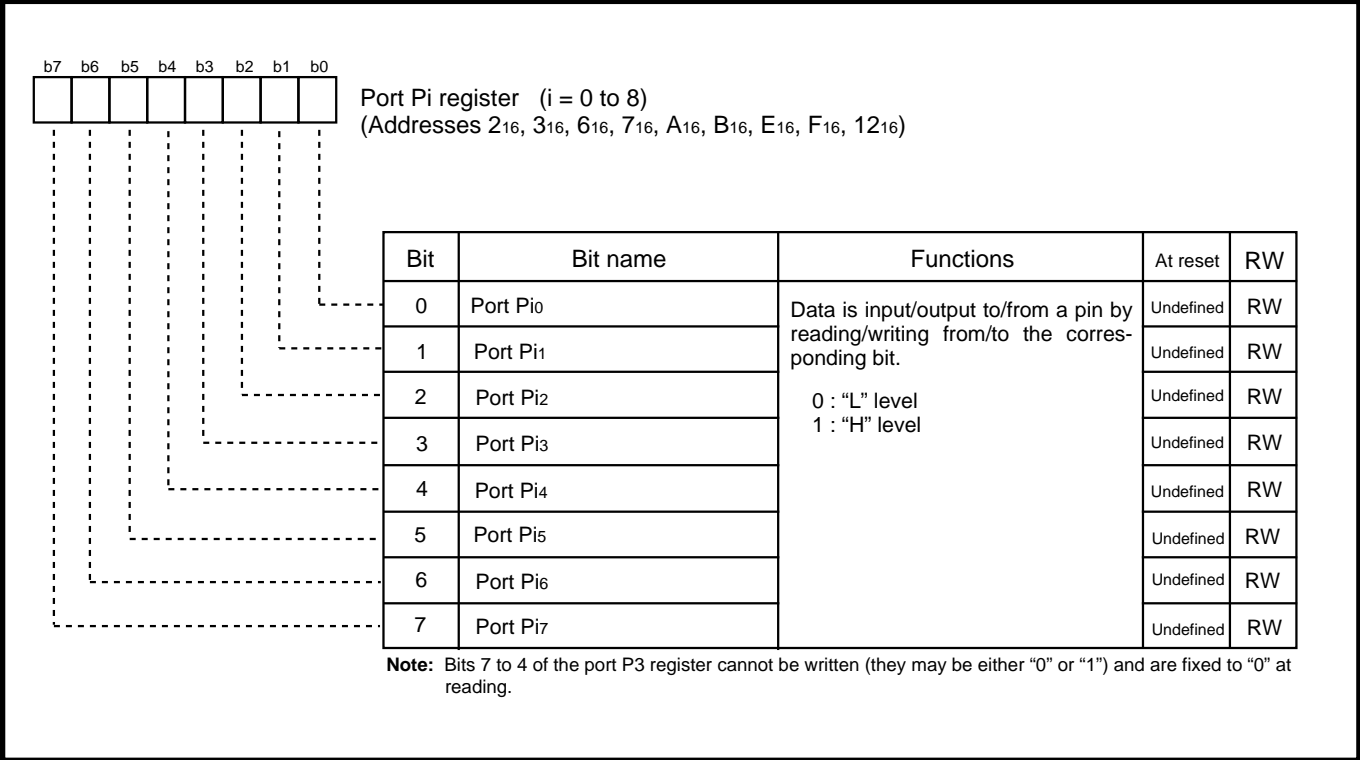 b7 b6 b5 b4 b3 b2 b1 b0
Port Pi register (i = 0 to 8)
(Addresses 216, 316, 616, 716, A16, B16, E16, F16, 1216)
Bit Bit name Functions At reset RW
0 Port Pi0 Data is input/output to/from a pin by Undefined RW
reading/writing from/to the corres-
1 Port Pi1 ponding bit. Undefined RW
2 Port Pi2 0 : “L” level Undefined RW
1 : “H” level
3 Port Pi3 Undefined RW
4 Port Pi4 Undefined RW
5 Port Pi5 Undefined RW
6 Port Pi6 Undefined RW
7 Port Pi7 Undefined RW
Note: Bits 7 to 4 of the port P3 register cannot be written (they may be either “0” or “1”) and are fixed to “0” at
reading.